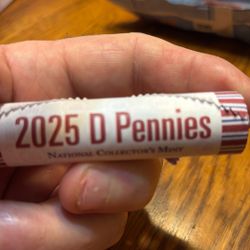 2025 D Pennies
National Collector's Mint